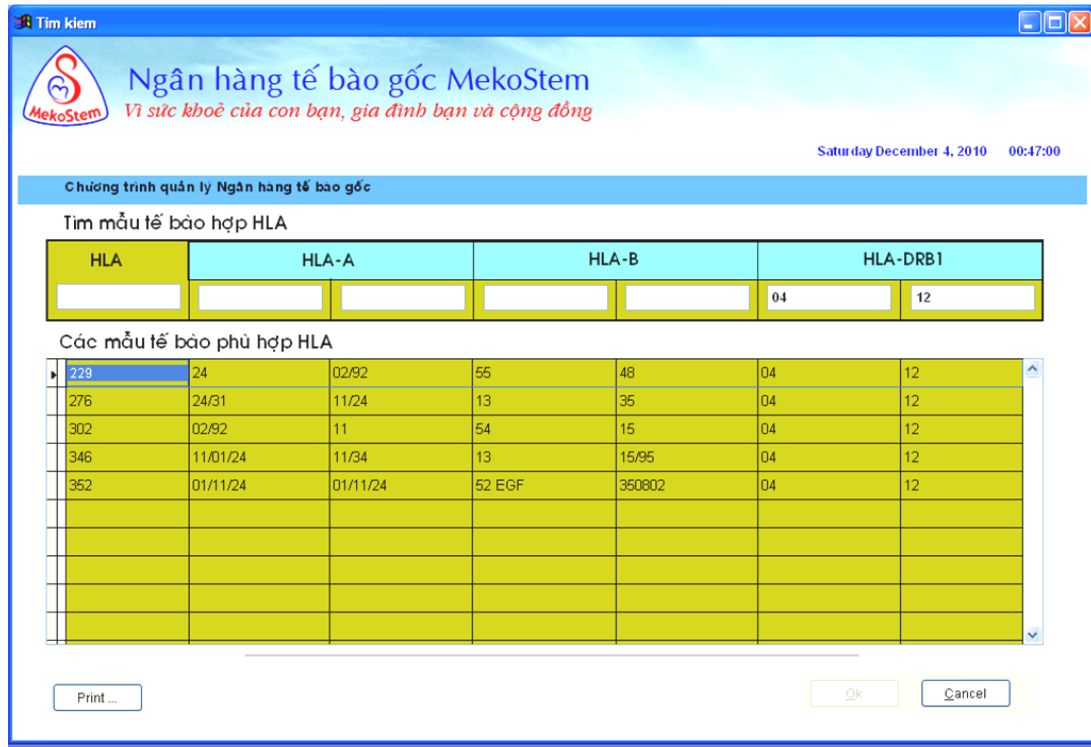 Tim kiem
MekoStem
Ngân hàng tế bào gốc MekoStem
Vì sức khoẻ của con bạn, gia đình bạn và cộng đồng
Saturday December 4, 2010 00:47:00
Chương trình quản lý Ngân hàng tế bào gốc
Tìm mẫu tế bào hợp HLA
HLA HLA-A HLA-B HLA-DRB1
04 12
Các mẫu tế bào phù hợp HLA
229 24 02/92 55 48 04 12
276 24/31 11/24 13 35 04 12
302 02/92 11 54 15 04 12
346 11/01/24 11/34 13 15/95 04 12
352 01/11/24 01/11/24 52 EGF 350802 04 12
Print ... Ok Cancel